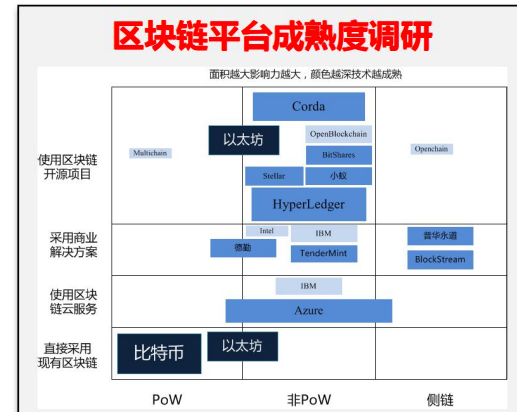 区块链平台成熟度调研
面积越大影响力越大，颜色越深技术越成熟
Corda
以太坊
OpenBlockchain
使用区块链
开源项目
Multichain
BitShares
Openchain
Stellar
小蚁
HyperLedger
采用商业
解决方案
Intel
IBM
普华永道
德勤
TenderMint
BlockStream
使用区块
链云服务
IBM
Azure
直接采用
现有区块链
比特币
以太坊
PoW
非PoW
侧链